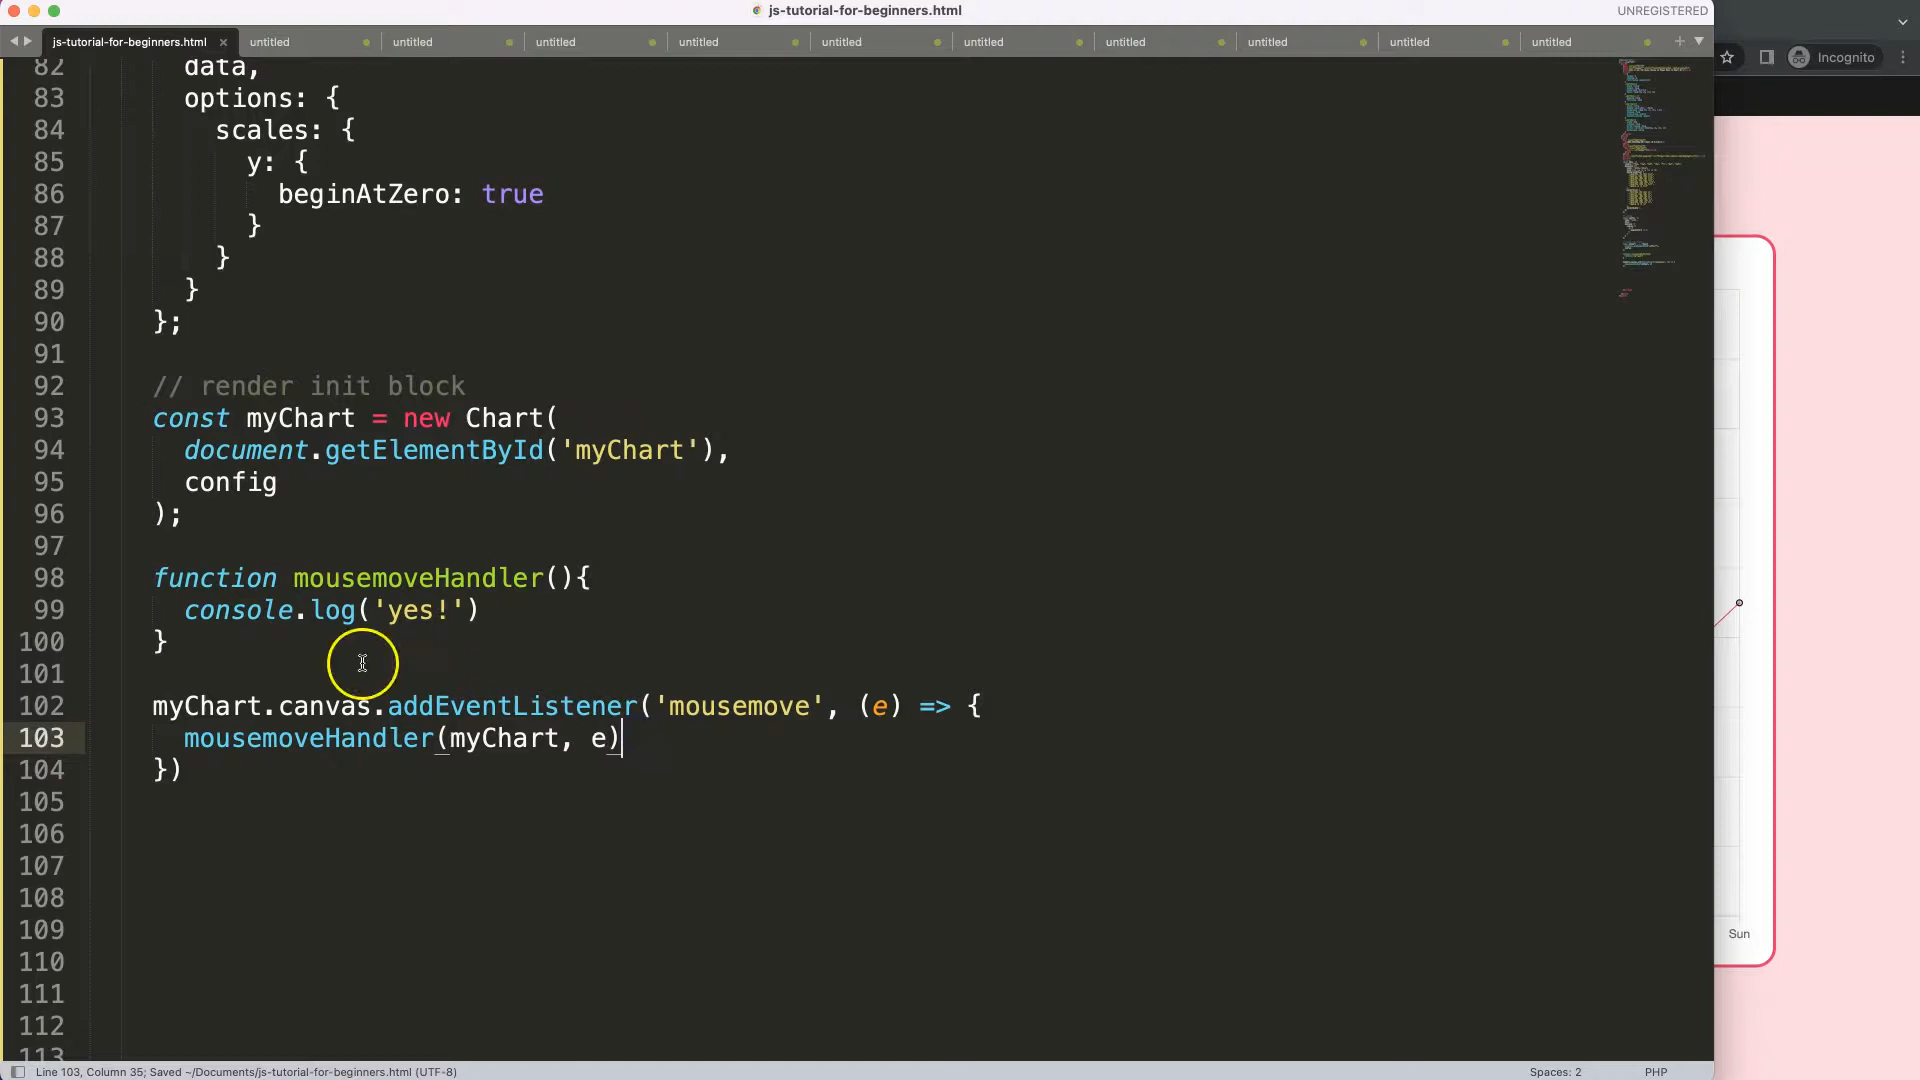 js-tutorial-for-beginners.html
UNREGISTERED
js-tutorial-for-beginners.html × untitled untitled untitled untitled untitled untitled untitled untitled untitled untitled
Incognito
82 data,
83 options: {
84 scales: {
85 y: {
86 beginAtZero: true
87 }
88 }
89 }
90 };
91
92 // render init block
93 const myChart = new Chart(
94 document.getElementById('myChart'),
95 config
96 );
97
98 function mousemoveHandler(){
99 console.log('yes!')
100 }
101
102 myChart.canvas.addEventListener('mousemove', (e) => {
103 mousemoveHandler(myChart, e)
104 })
105
106
107
108
109
110
111
112
113
Sun
Line 103, Column 35; Saved ~/Documents/js-tutorial-for-beginners.html (UTF-8)
Spaces: 2
PHP